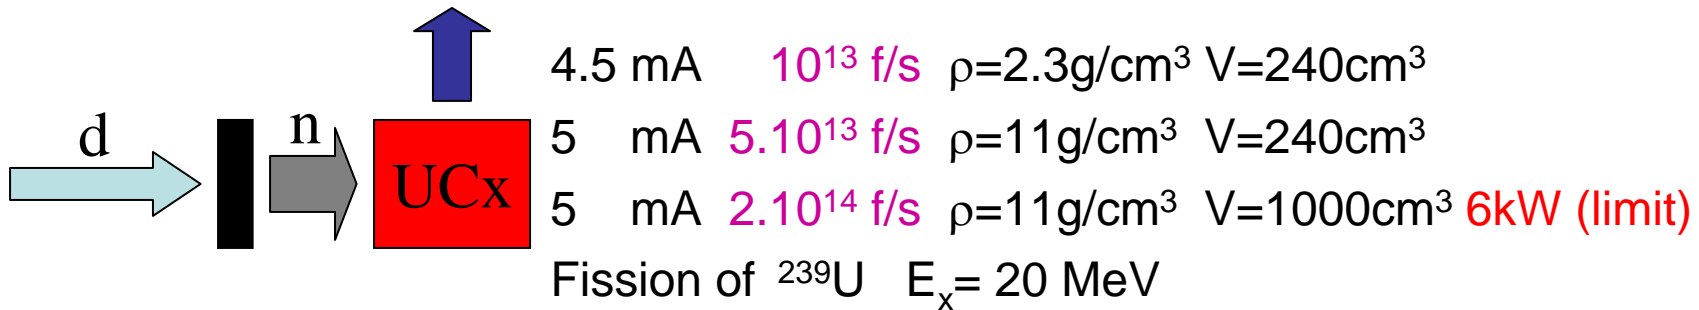 d
n
UCx
4.5 mA 10¹³ f/s ρ=2.3g/cm³ V=240cm³
5 mA 5.10¹³ f/s ρ=11g/cm³ V=240cm³
5 mA 2.10¹⁴ f/s ρ=11g/cm³ V=1000cm³ 6kW (limit)
Fission of ²³⁹U Eₓ= 20 MeV